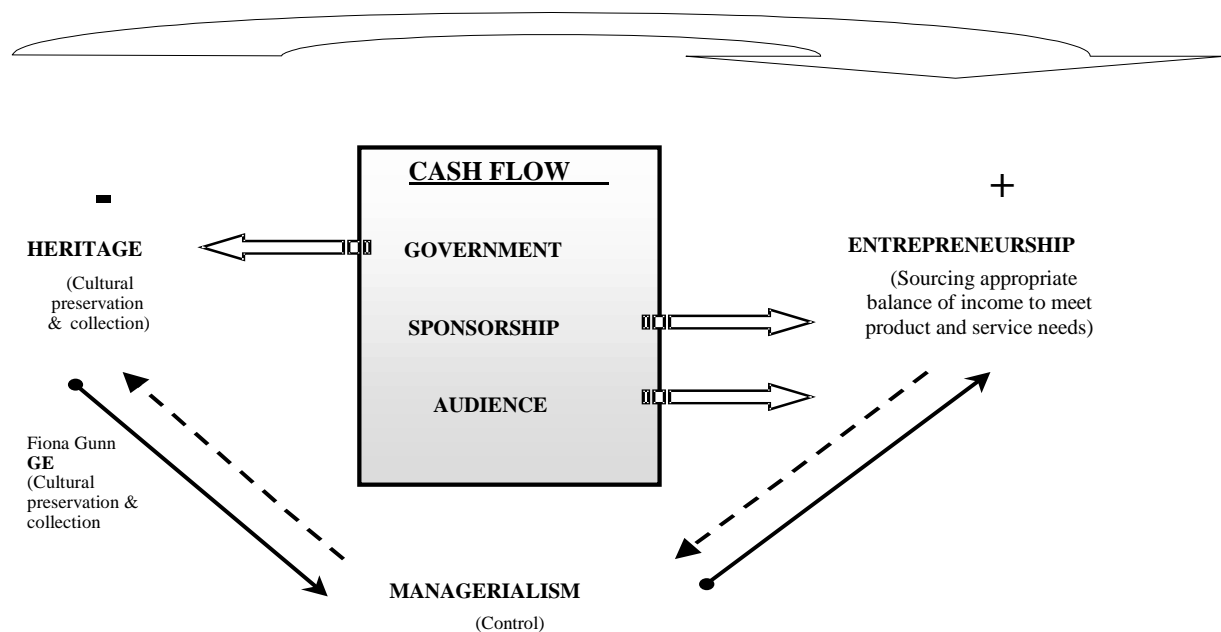 CASH FLOW
-
+
HERITAGE
(Cultural
preservation
& collection)
GOVERNMENT
SPONSORSHIP
AUDIENCE
ENTREPRENEURSHIP
(Sourcing appropriate
balance of income to meet
product and service needs)
Fiona Gunn
GE
(Cultural
preservation &
collection
MANAGERIALISM
(Control)